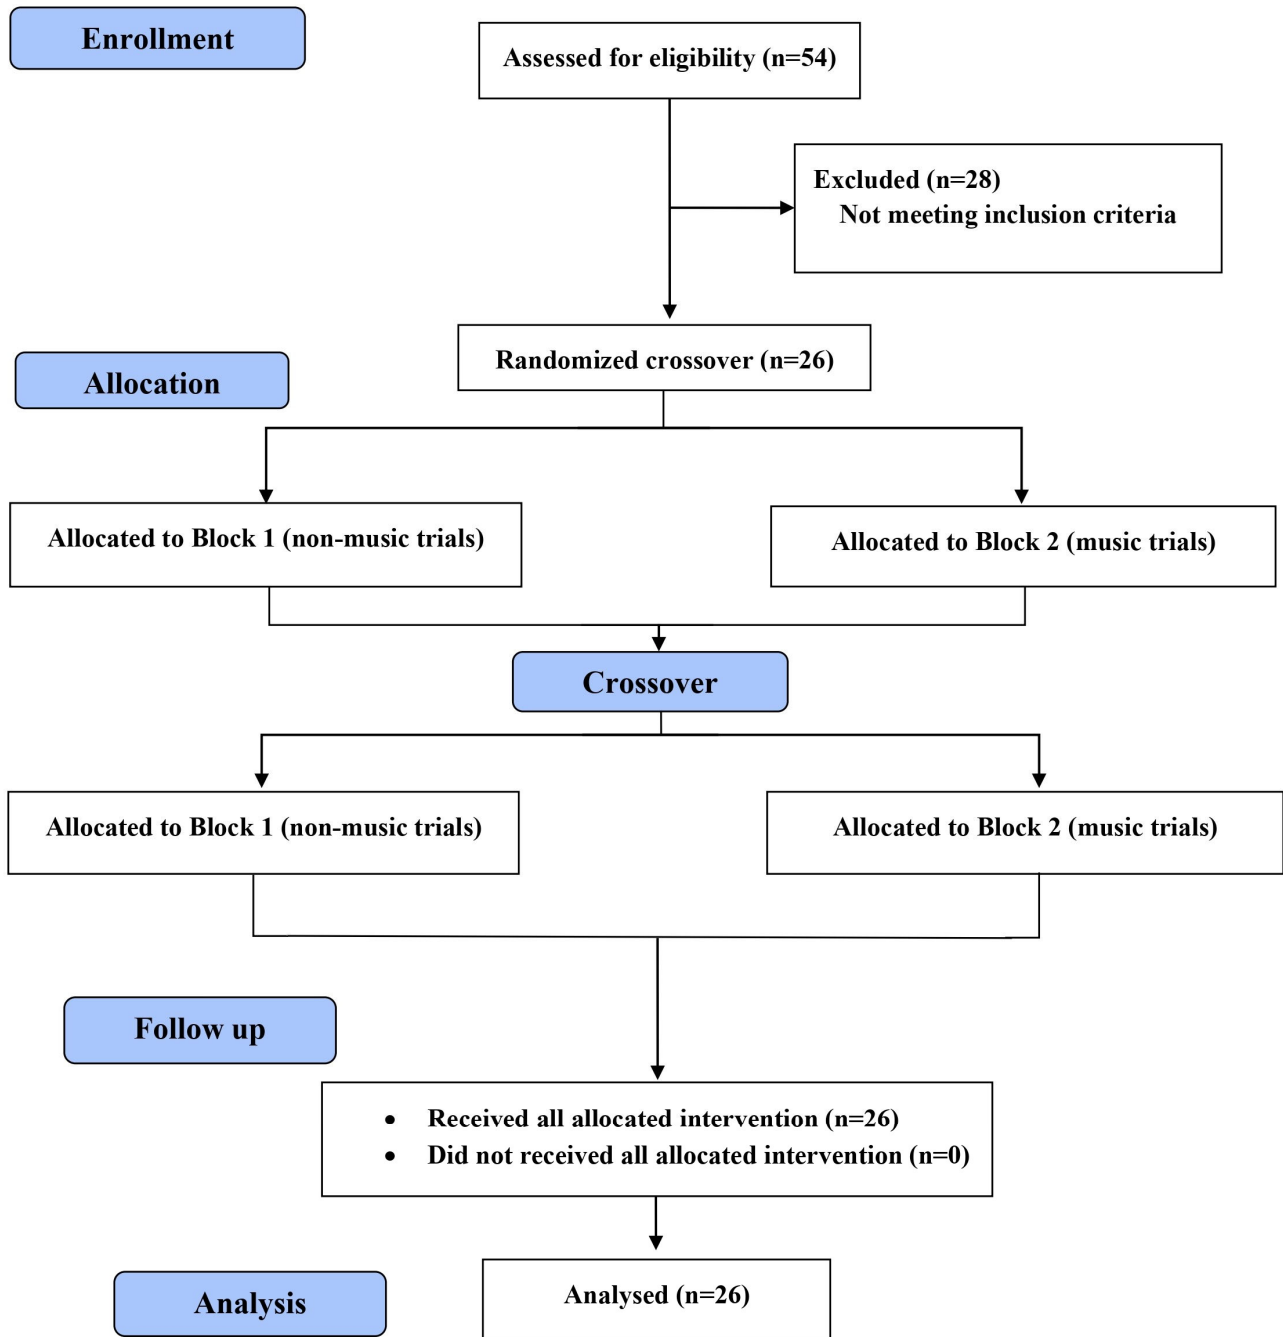 Enrollment
Assessed for eligibility (n=54)
Excluded (n=28)
Not meeting inclusion criteria
Randomized crossover (n=26)
Allocation
Allocated to Block 1 (non-music trials)
Allocated to Block 2 (music trials)
Crossover
Allocated to Block 1 (non-music trials)
Allocated to Block 2 (music trials)
Follow up
• Received all allocated intervention (n=26)
• Did not received all allocated intervention (n=0)
Analysed (n=26)
Analysis